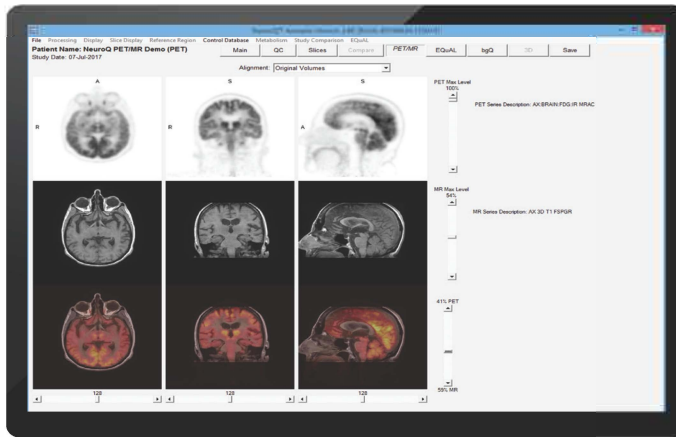 File Processing Display Slice Display Reference Region Control Database Metabolism Study Comparison EQuAL
Patient Name: NeuroQ PET/MR Demo (PET)
Study Date: 07-Jul-2017
Main QC Slices Compare PET/MR EQuAL bgQ 3D Save
Alignment: Original Volumes
A S S
PET Max Level
100%
PET Series Description: AX:BRAIN:FDG:IR MRAC
R R A
MR Max Level
54%
MR Series Description: AX 3D T1 FSPGR
41% PET
59% MR
128 128 128